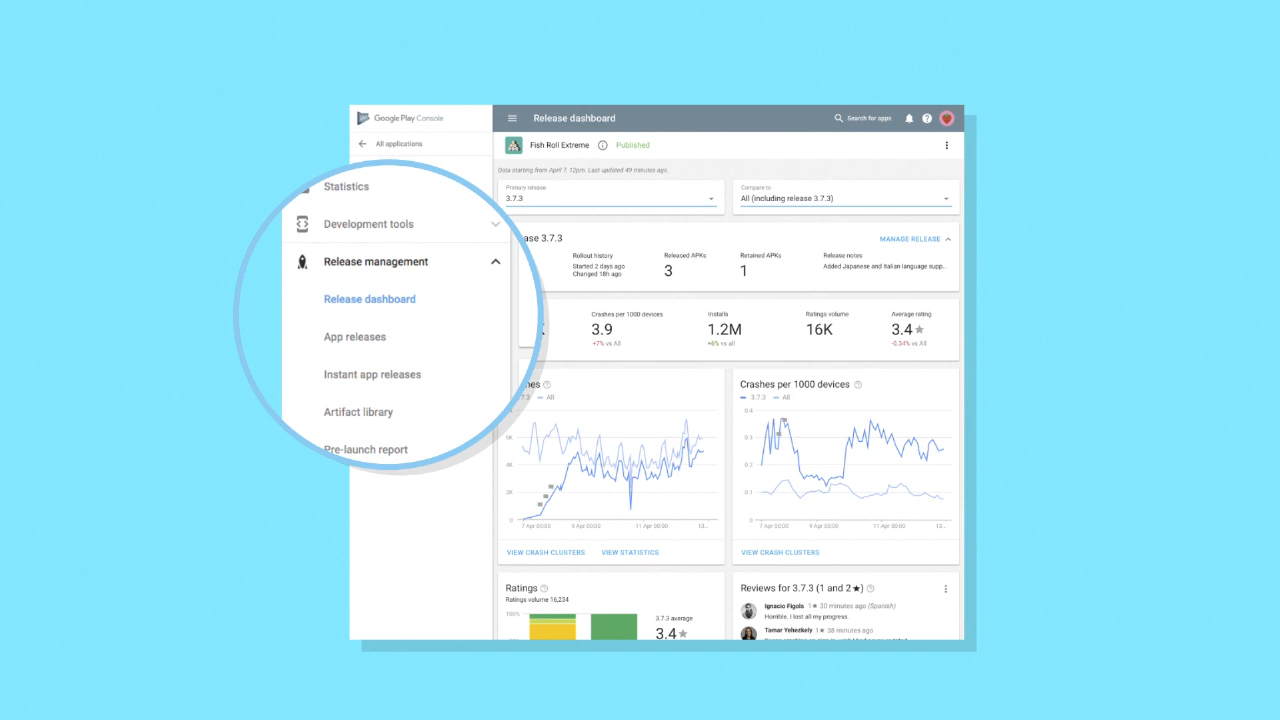 Google Play Console
All applications
Statistics
Development tools
Release management
Release dashboard
App releases
Instant app releases
Artifact library
Pre-launch report
Release dashboard
Search for apps
Fish Roll Extreme
Published
Data starting from April 7, 12pm. Last updated 49 minutes ago.
Primary release
3.7.3
Compare to
All (including release 3.7.3)
3.7.3
MANAGE RELEASE
Rollout history
Started 2 days ago
Changed 18h ago
Released APKs
3
Retained APKs
1
Release notes
Added Japanese and Italian language supp...
Crashes per 1000 devices
3.9
+7% vs All
Installs
1.2M
+6% vs all
Ratings volume
16K
Average rating
3.4★
-0.34% vs All
All
6K
4K
2K
0
7 Apr 00:00 9 Apr 00:00 11 Apr 00:00 13...
VIEW CRASH CLUSTERS VIEW STATISTICS
Crashes per 1000 devices
3.7.3 All
0.4
0.3
0.2
0.1
0
7 Apr 00:00 9 Apr 00:00 11 Apr 00:00 13...
VIEW CRASH CLUSTERS
Ratings
Ratings volume 16,234
100%
3.7.3 average
3.4★
Reviews for 3.7.3 (1 and 2★)
Ignacio Figols 1★ 30 minutes ago (Spanish)
Horrible, I lost all my progress.
Tamar Yehezkely 1★ 38 minutes ago